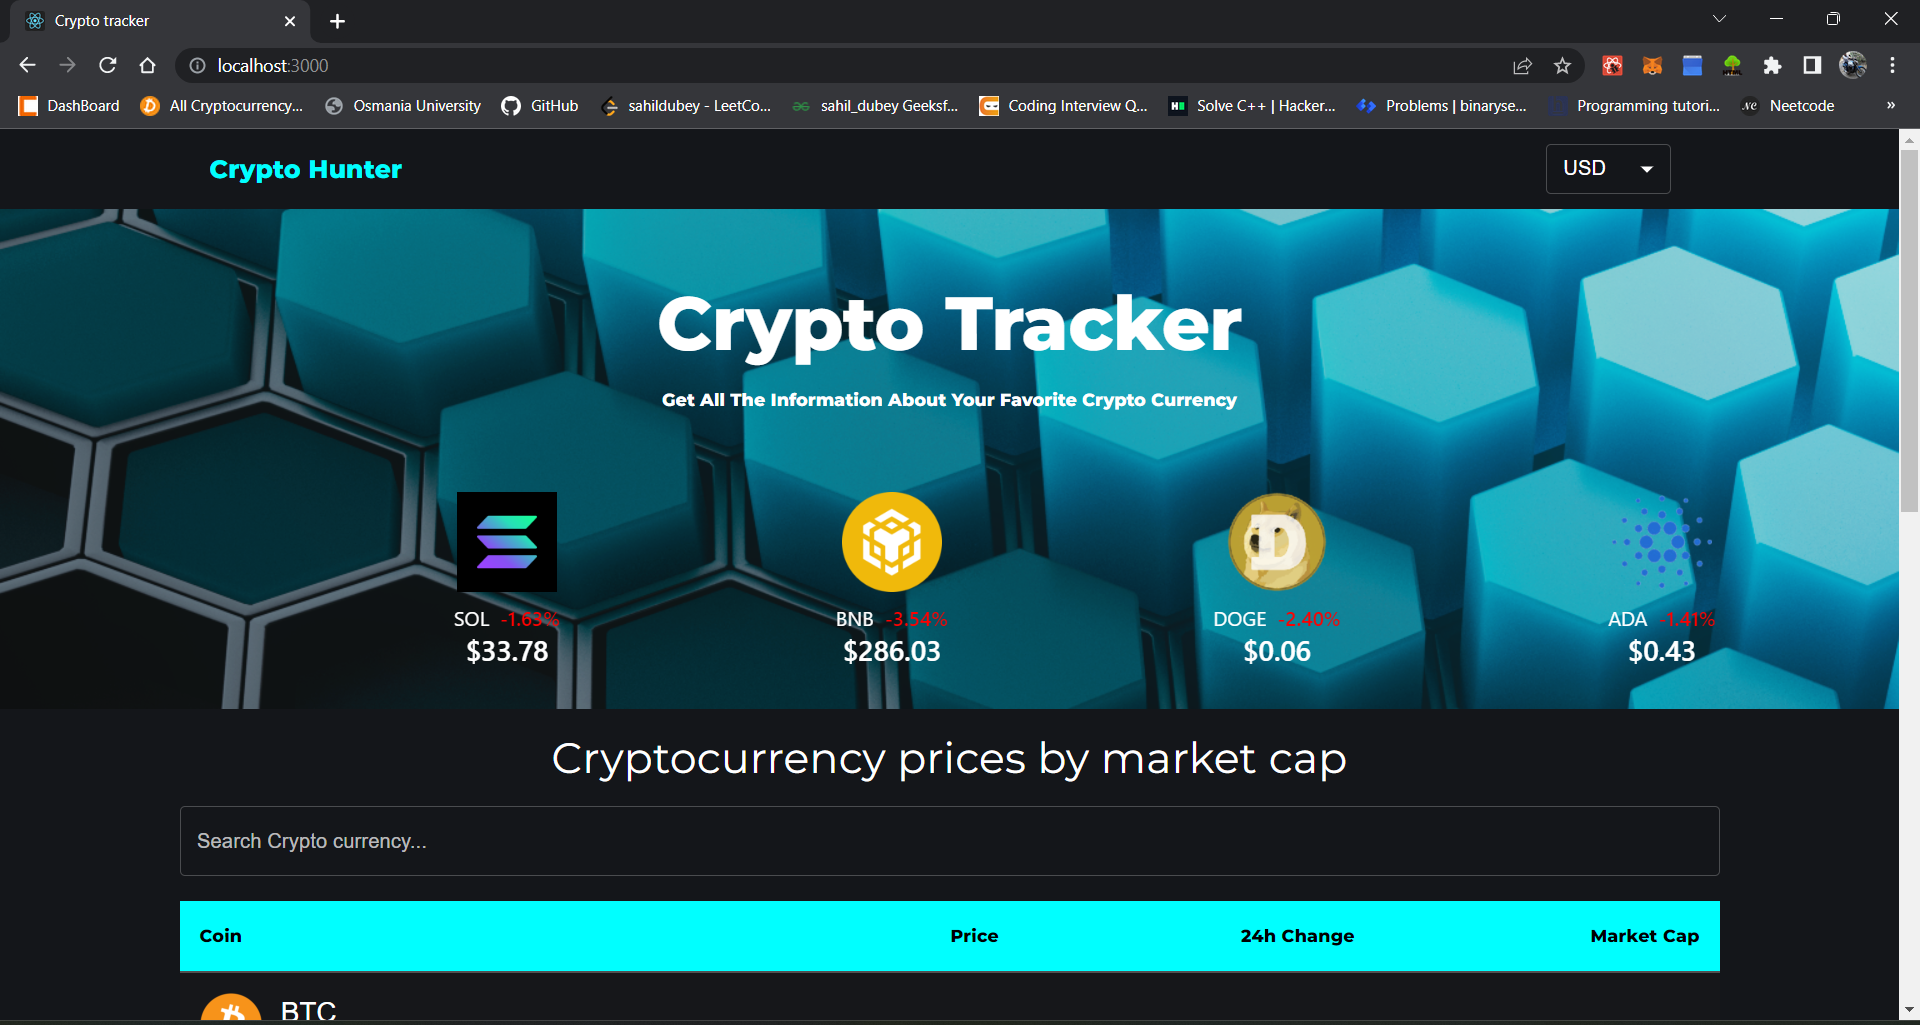 Crypto tracker
localhost:3000
DashBoard All Cryptocurrency... Osmania University GitHub sahildubey - LeetCo... sahil_dubey Geeksf... Coding Interview Q... Solve C++ | Hacker... Problems | binaryse... Programming tutori... Neetcode »
Crypto Hunter USD
Crypto Tracker
Get All The Information About Your Favorite Crypto Currency
SOL -1.63% BNB -3.54% DOGE -2.40% ADA -1.41%
$33.78 $286.03 $0.06 $0.43
Cryptocurrency prices by market cap
Search Crypto currency...
Coin Price 24h Change Market Cap
BTC